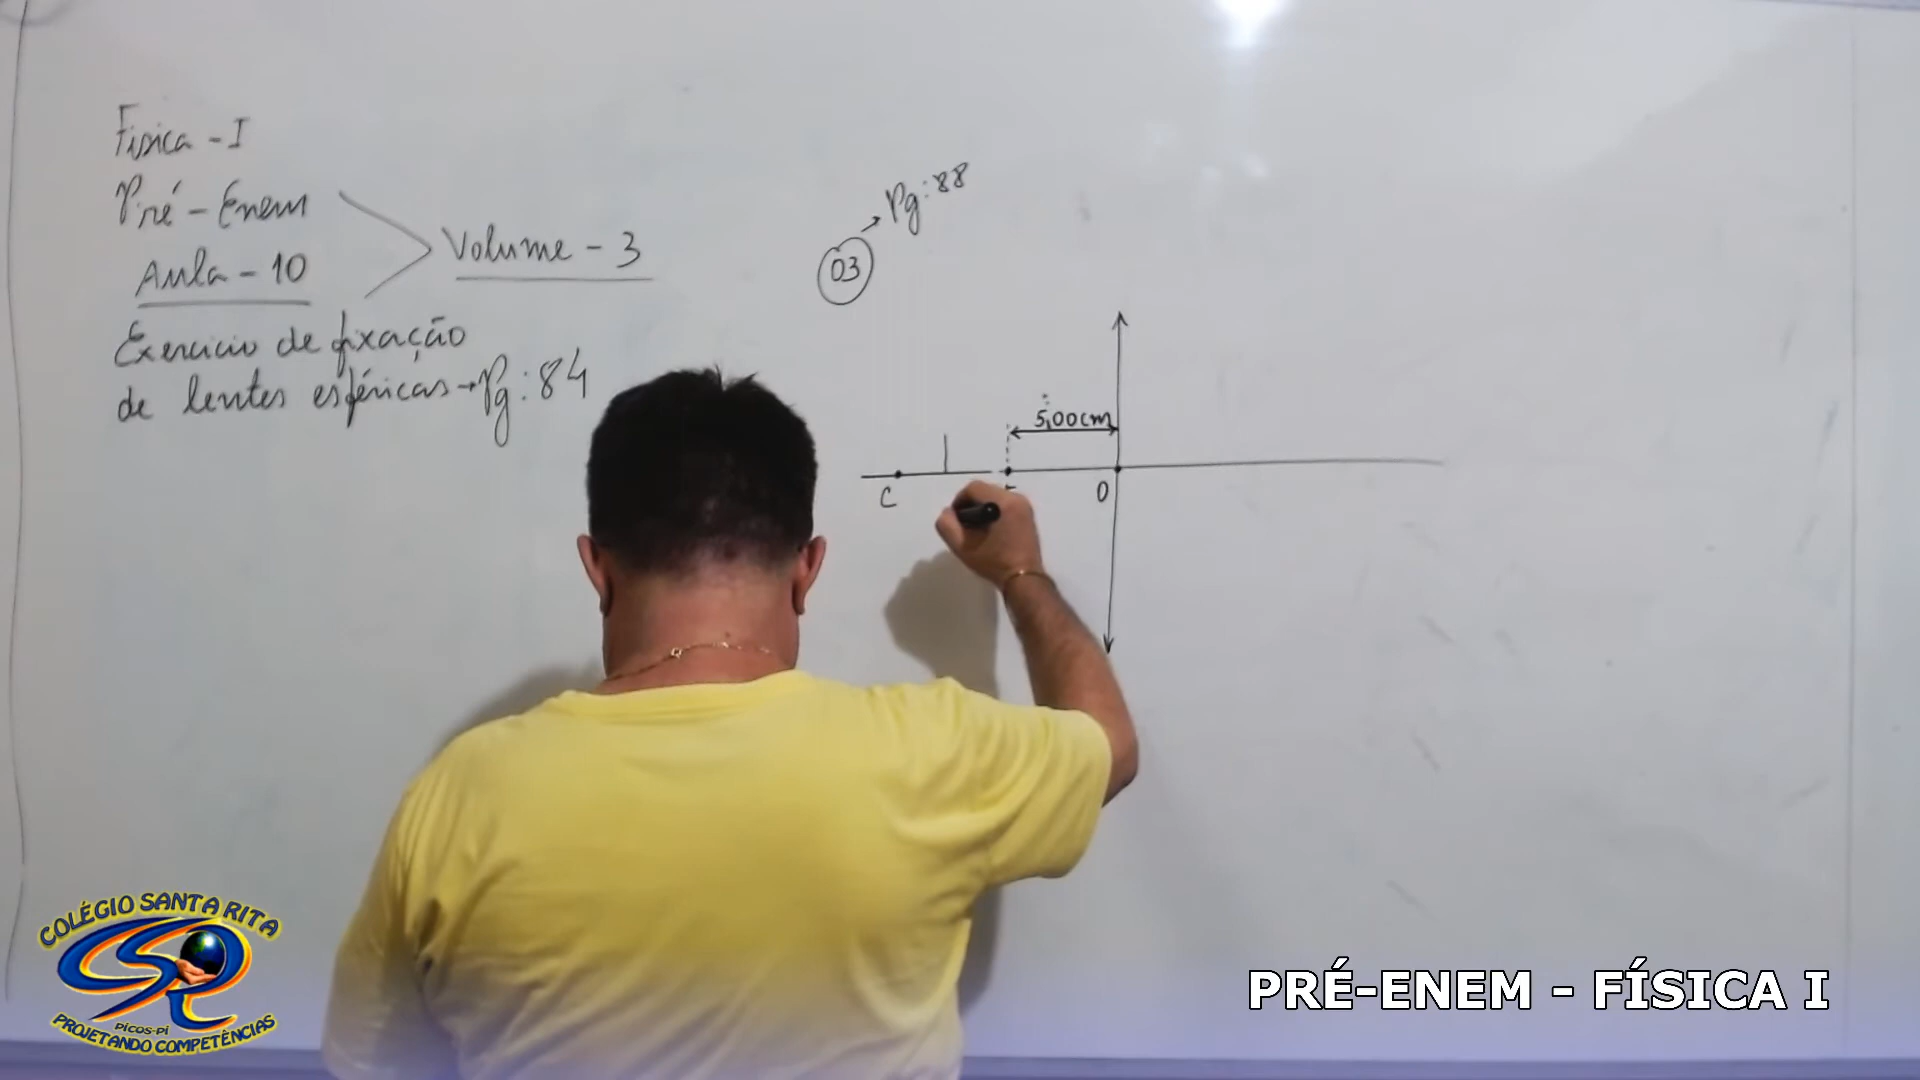 Física - I
Pré - Enem
Aula - 10
Volume - 3
Exercício de fixação
de lentes esféricas → Pg: 84
03 → Pg: 88
5,00cm
C
O
COLÉGIO SANTA RITA
PICOS-PI
PROJETANDO COMPETÊNCIAS
PRÉ-ENEM - FÍSICA I